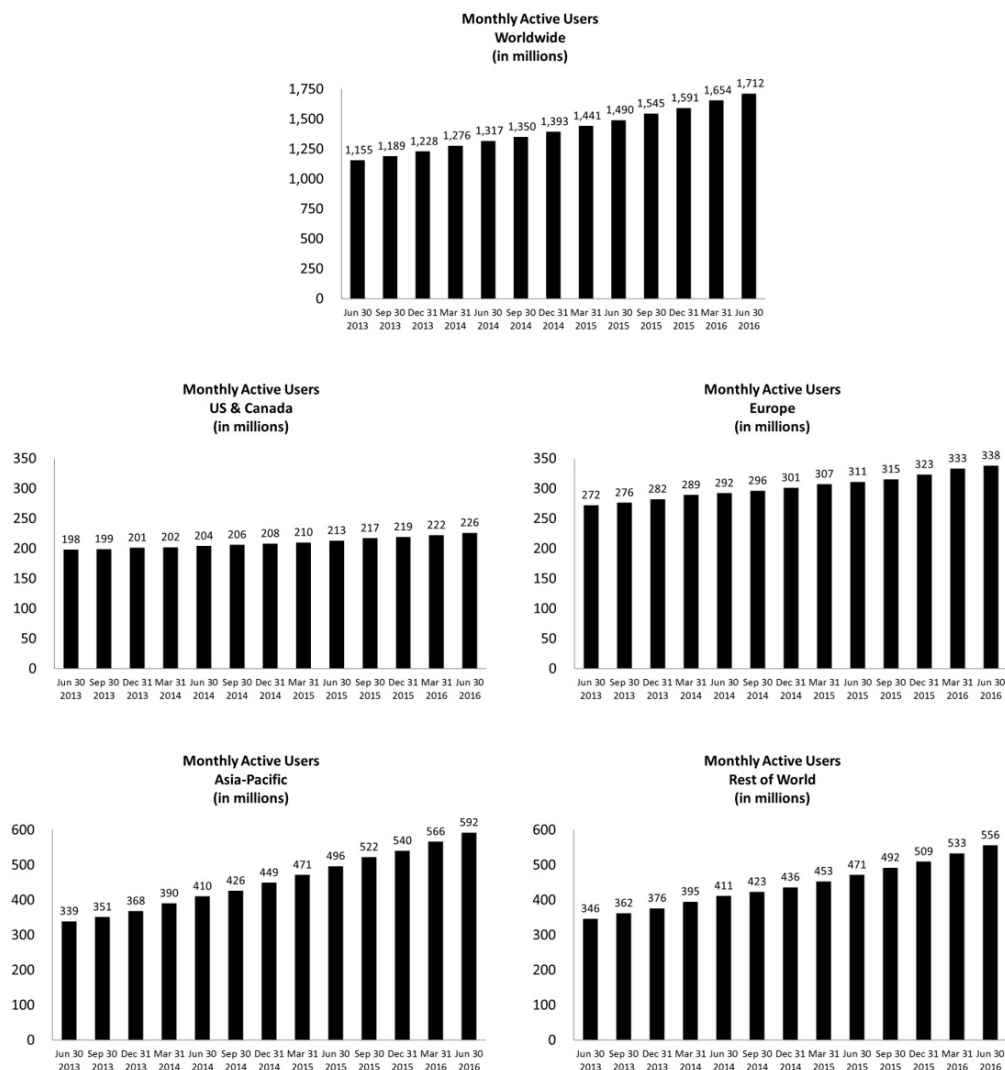 Monthly Active Users
Worldwide
(in millions)
1,750
1,500
1,250
1,000
750
500
250
0
1,155 1,189 1,228 1,276 1,317 1,350 1,393 1,441 1,490 1,545 1,591 1,654 1,712
Jun 30 Sep 30 Dec 31 Mar 31 Jun 30 Sep 30 Dec 31 Mar 31 Jun 30 Sep 30 Dec 31 Mar 31 Jun 30
2013 2013 2013 2014 2014 2014 2014 2015 2015 2015 2015 2016 2016
Monthly Active Users
US & Canada
(in millions)
350
300
250
200
150
100
50
0
198 199 201 202 204 206 208 210 213 217 219 222 226
Jun 30 Sep 30 Dec 31 Mar 31 Jun 30 Sep 30 Dec 31 Mar 31 Jun 30 Sep 30 Dec 31 Mar 31 Jun 30
2013 2013 2013 2014 2014 2014 2014 2015 2015 2015 2015 2016 2016
Monthly Active Users
Europe
(in millions)
350
300
250
200
150
100
50
0
272 276 282 289 292 296 301 307 311 315 323 333 338
Jun 30 Sep 30 Dec 31 Mar 31 Jun 30 Sep 30 Dec 31 Mar 31 Jun 30 Sep 30 Dec 31 Mar 31 Jun 30
2013 2013 2013 2014 2014 2014 2014 2015 2015 2015 2015 2016 2016
Monthly Active Users
Asia-Pacific
(in millions)
600
500
400
300
200
100
0
339 351 368 390 410 426 449 471 496 522 540 566 592
Jun 30 Sep 30 Dec 31 Mar 31 Jun 30 Sep 30 Dec 31 Mar 31 Jun 30 Sep 30 Dec 31 Mar 31 Jun 30
2013 2013 2013 2014 2014 2014 2014 2015 2015 2015 2015 2016 2016
Monthly Active Users
Rest of World
(in millions)
600
500
400
300
200
100
0
346 362 376 395 411 423 436 453 471 492 509 533 556
Jun 30 Sep 30 Dec 31 Mar 31 Jun 30 Sep 30 Dec 31 Mar 31 Jun 30 Sep 30 Dec 31 Mar 31 Jun 30
2013 2013 2013 2014 2014 2014 2014 2015 2015 2015 2015 2016 2016